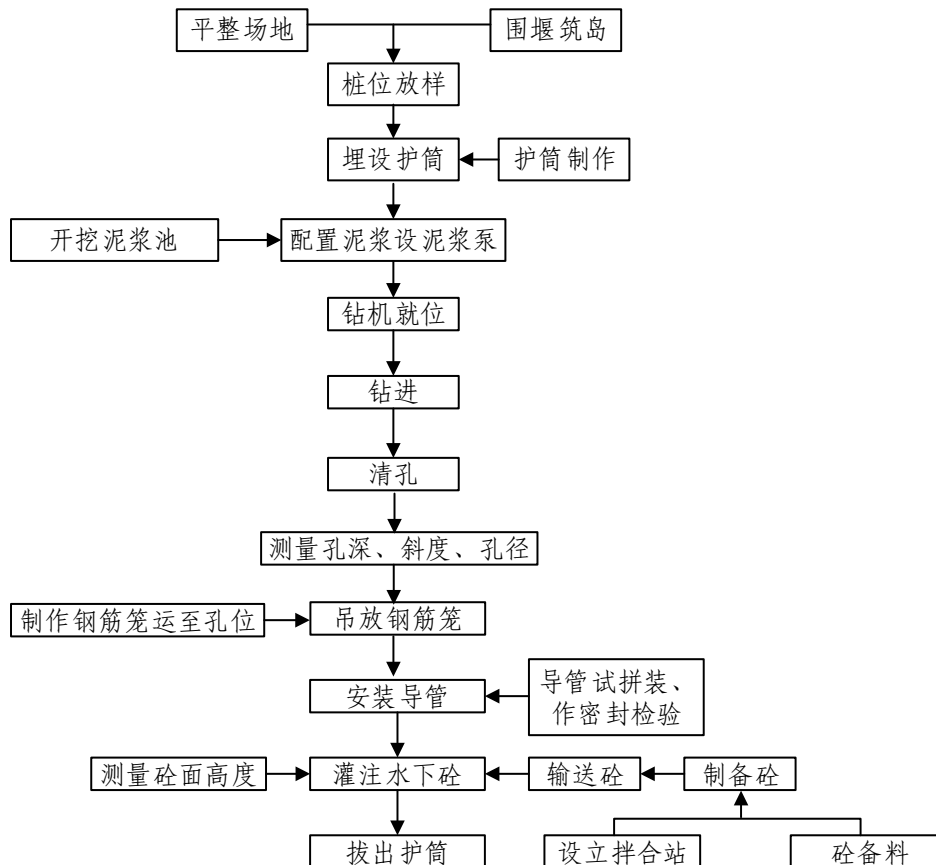 平整场地
围堰筑岛
桩位放样
埋设护筒
护筒制作
开挖泥浆池
配置泥浆设泥浆泵
钻机就位
钻进
清孔
测量孔深、斜度、孔径
制作钢筋笼运至孔位
吊放钢筋笼
安装导管
导管试拼装、
作密封检验
测量砼面高度
灌注水下砼
输送砼
制备砼
拔出护筒
设立拌合站
砼备料